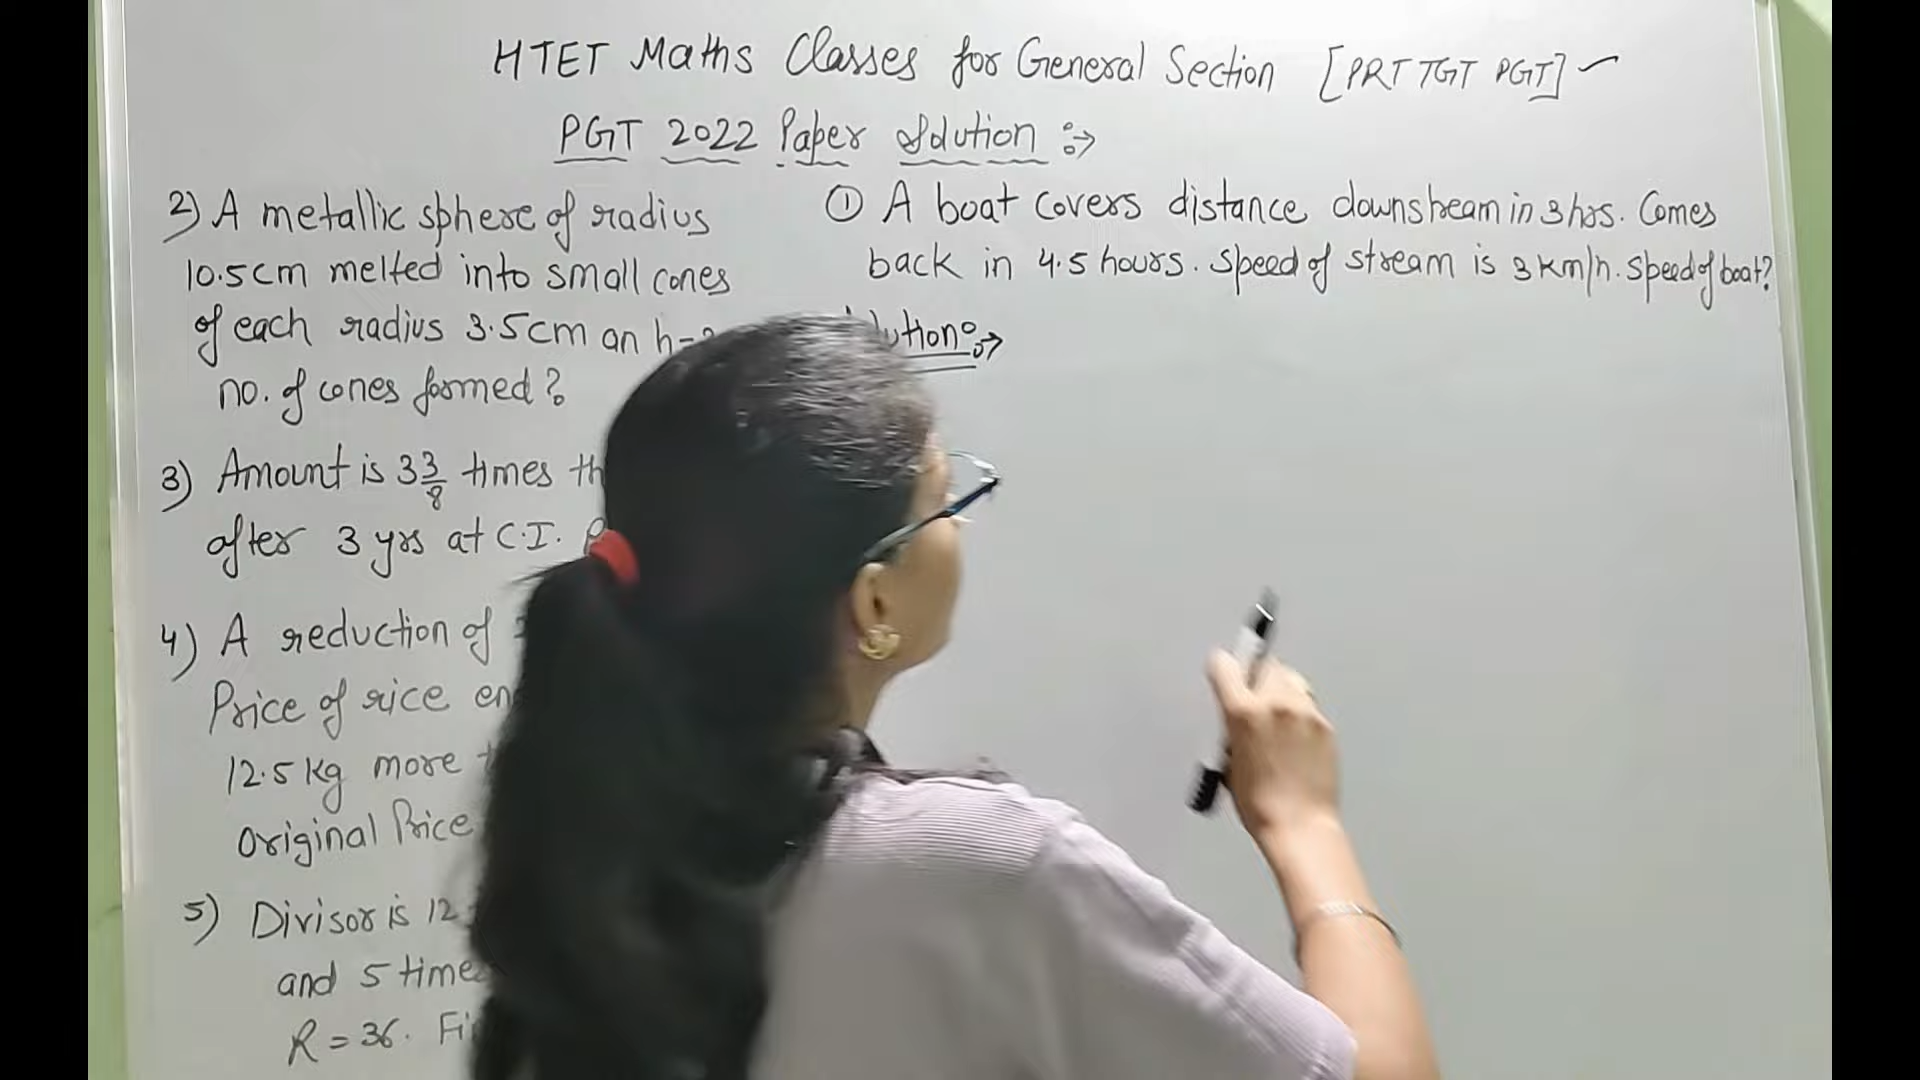 HTET Maths Classes for General Section [PRT TGT PGT]
PGT 2022 Paper Solution :->
2) A metallic sphere of radius
10.5cm melted into small cones
of each radius 3.5cm an h=
no. of cones formed?
3) Amount is 3 3/8 times
after 3 yrs at C.I.
4) A reduction of
Price of rice
12.5 kg more
Original Price
5) Divisor is 12
and 5
R = 36.
① A boat covers distance downstream in 3 hrs. Comes
back in 4.5 hours. Speed of stream is 3 Km/h. Speed of boat?